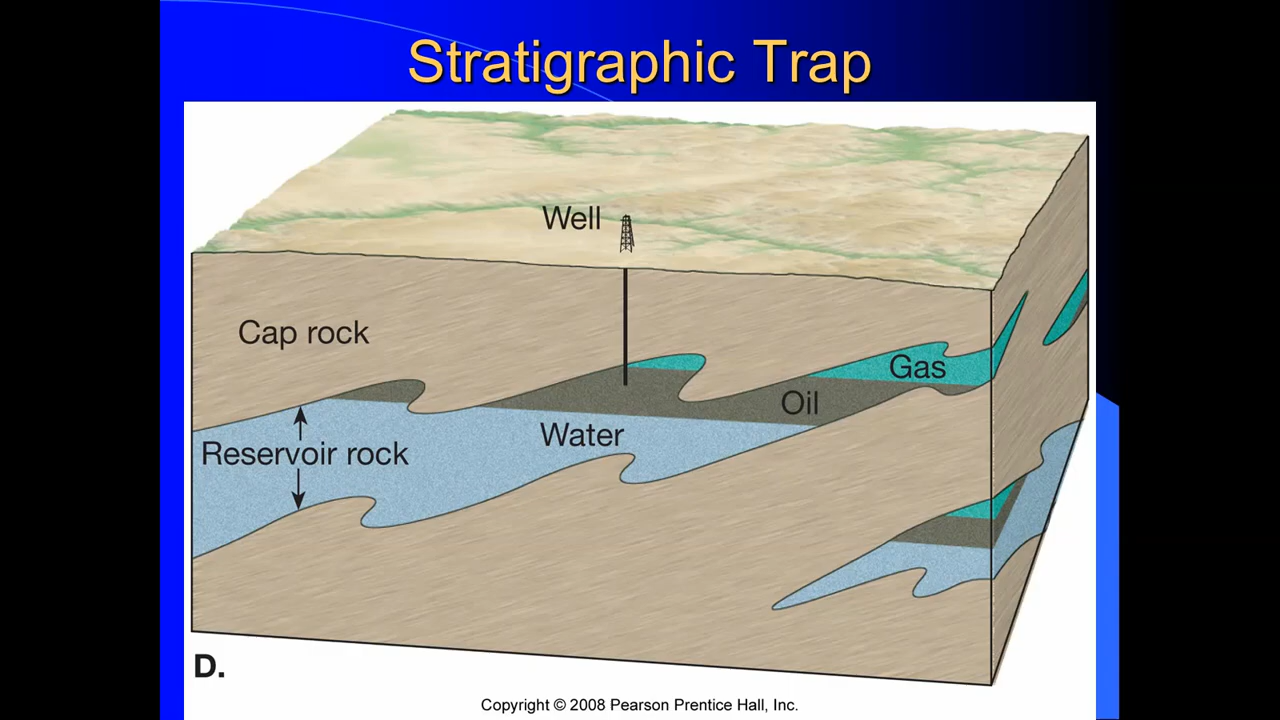 Stratigraphic Trap
Well
Cap rock
Gas
Oil
Water
Reservoir rock
D.
Copyright © 2008 Pearson Prentice Hall, Inc.